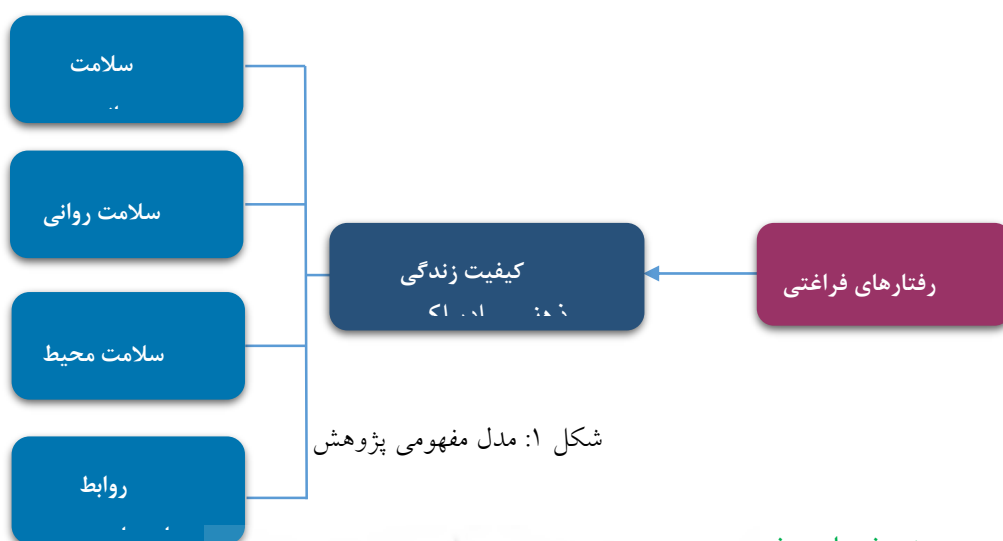 سلامت
سلامت روانی
سلامت محیط
روابط
کیفیت زندگی
رفتارهای فراغتی
شکل ۱: مدل مفهومی پژوهش